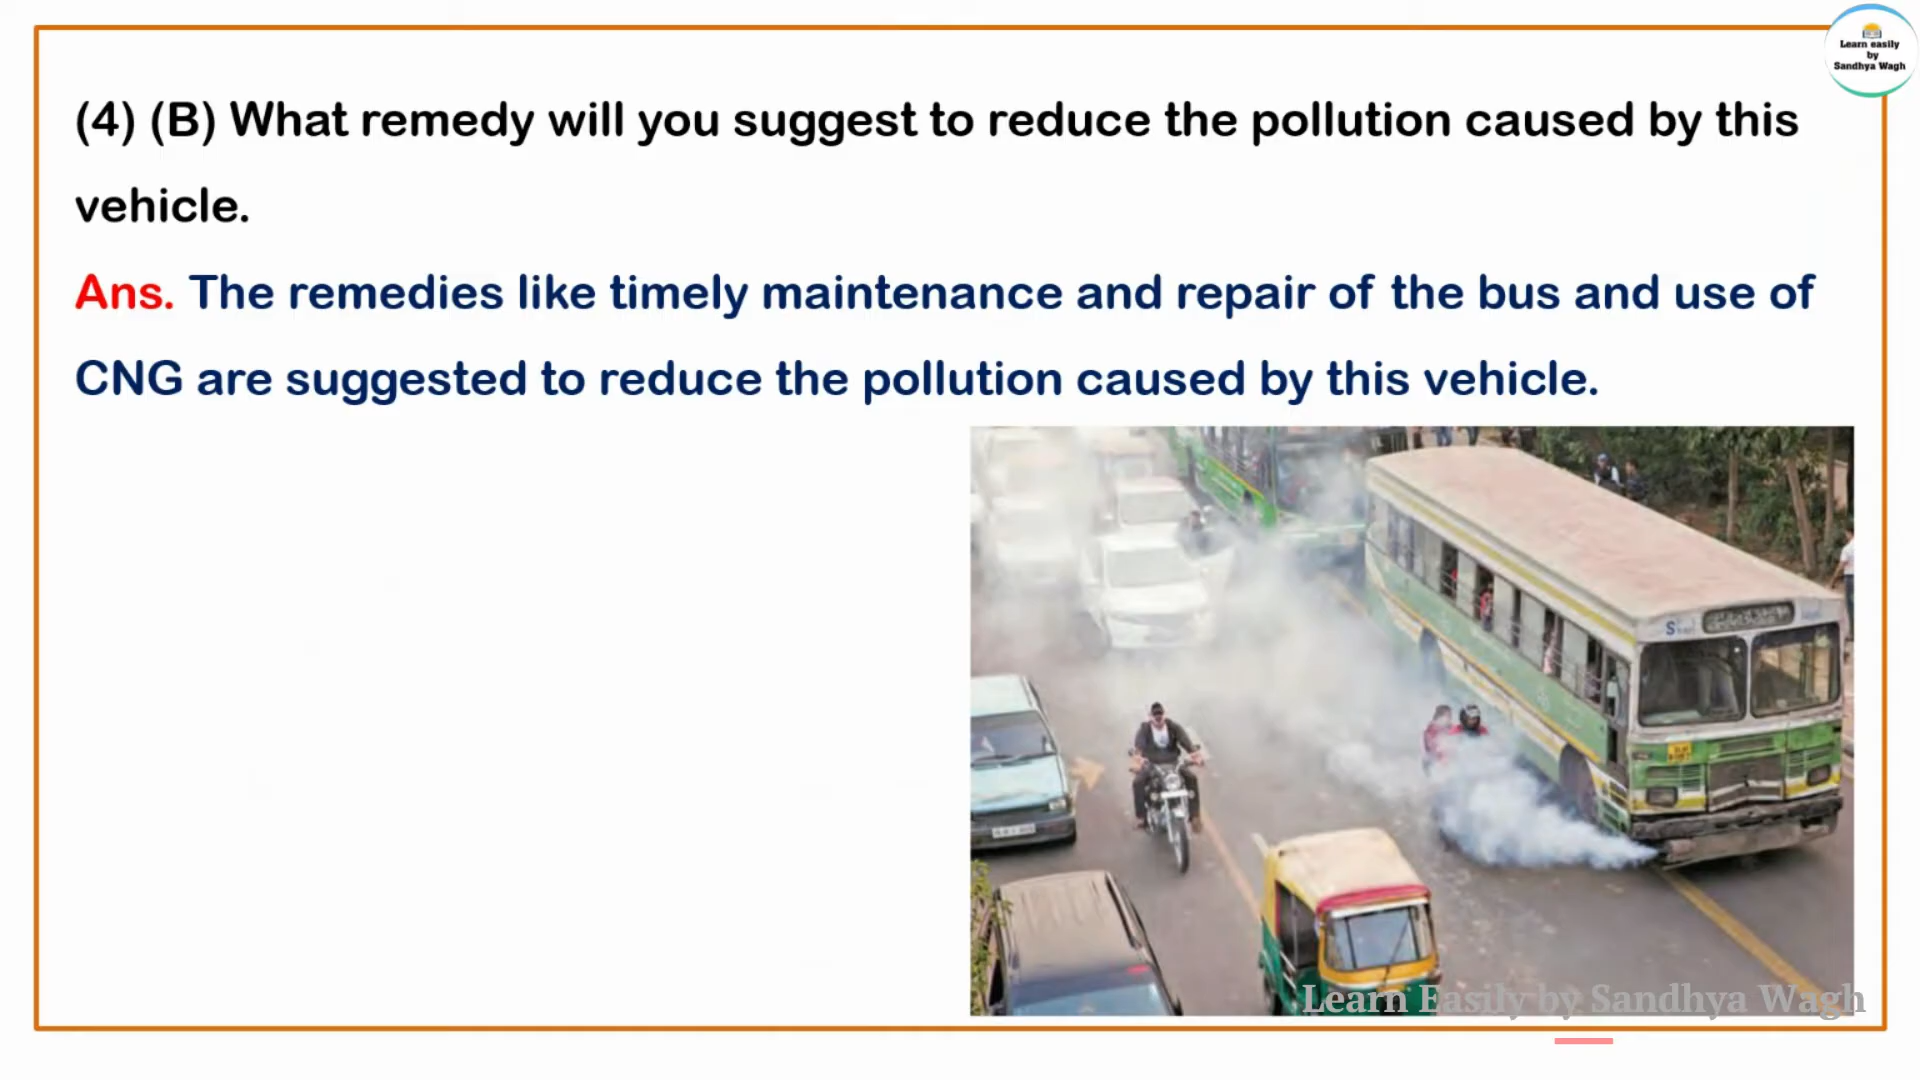 Learn easily
by
Sandhya Wagh
(4) (B) What remedy will you suggest to reduce the pollution caused by this
vehicle.
Ans. The remedies like timely maintenance and repair of the bus and use of
CNG are suggested to reduce the pollution caused by this vehicle.
Learn Easily by Sandhya Wagh